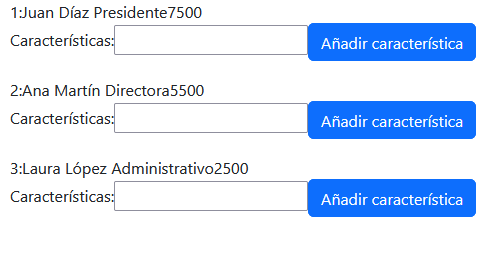 1:Juan Díaz Presidente7500
Características: Añadir característica
2:Ana Martín Directora5500
Características: Añadir característica
3:Laura López Administrativo2500
Características: Añadir característica